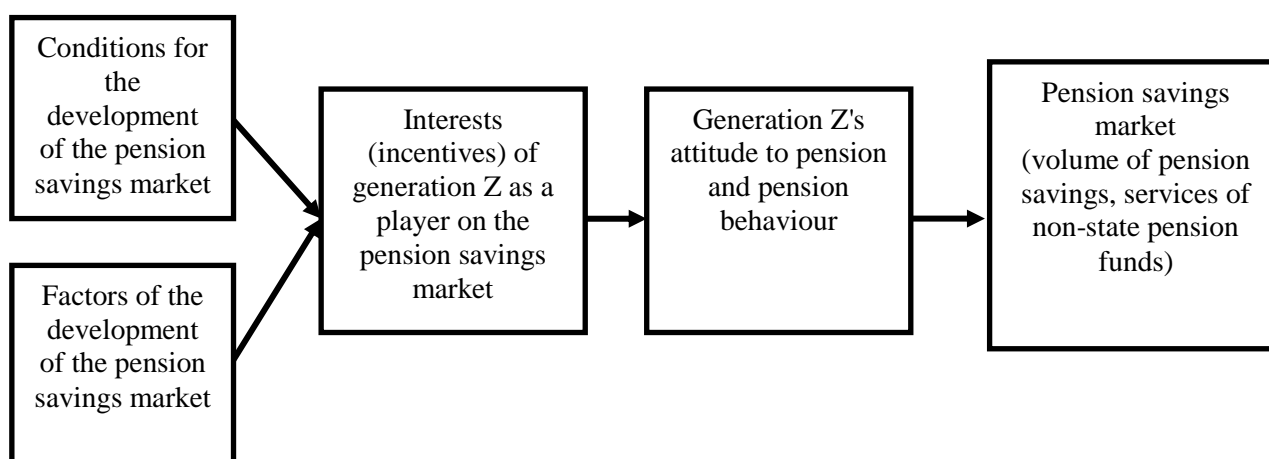 Conditions for
the
development
of the pension
savings market
Factors of the
development
of the pension
savings market
Interests
(incentives) of
generation Z as a
player on the
pension savings
market
Generation Z's
attitude to pension
and pension
behaviour
Pension savings
market
(volume of pension
savings, services of
non-state pension
funds)